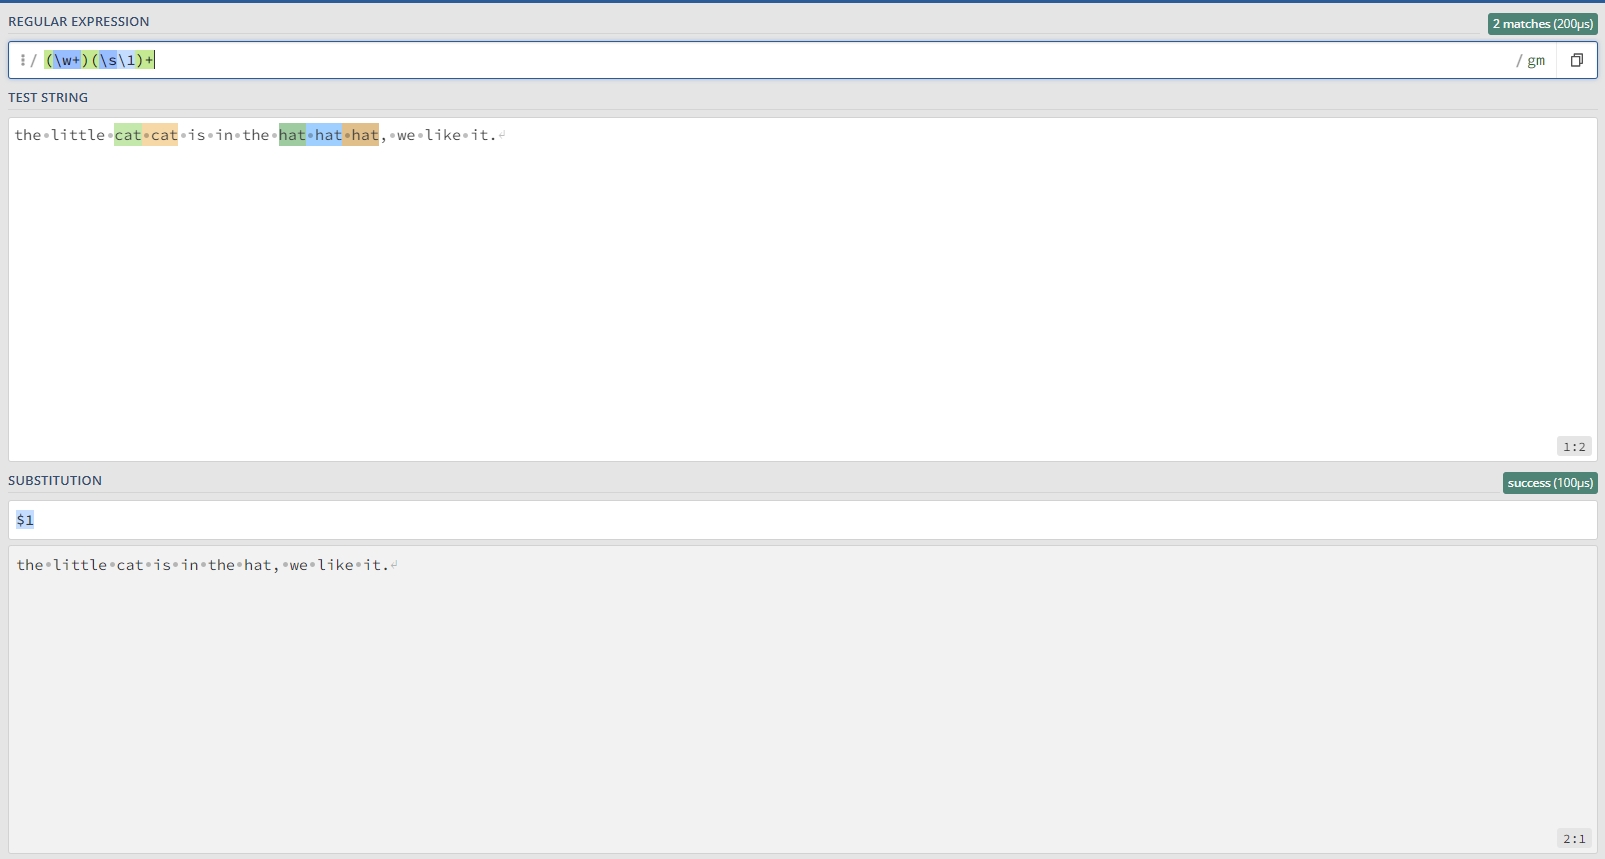 REGULAR EXPRESSION
2 matches (200µs)
/ (\w+)(\s\1)+ / gm
TEST STRING
the•little•cat•cat•is•in•the•hat•hat•hat,•we•like•it.↵
1:2
SUBSTITUTION
success (100µs)
$1
the•little•cat•is•in•the•hat,•we•like•it.↵
2:1